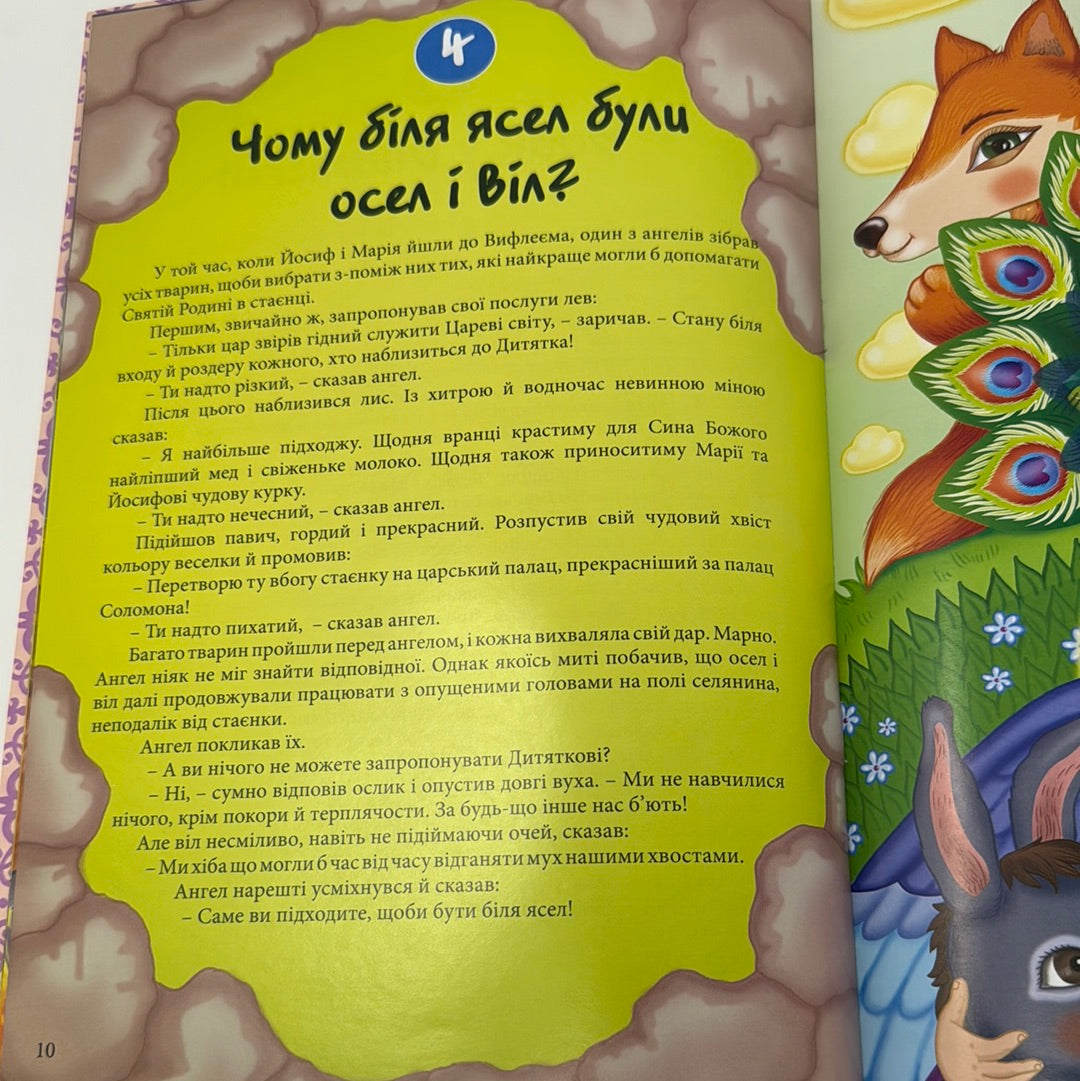 4
Чому біля ясел були
осел і віл?
У той час, коли Йосиф і Марія йшли до Вифлеєма, один з ангелів зібрав
усіх тварин, щоби вибрати з-поміж них тих, які найкраще могли б допомагати
Святій Родині в стаєнці.
Першим, звичайно ж, запропонував свої послуги лев:
– Тільки цар звірів гідний служити Цареві світу, – заричав. – Стану біля
входу й роздеру кожного, хто наблизиться до Дитятка!
– Ти надто різкий, – сказав ангел.
Після цього наблизився лис. Із хитрою й водночас невинною міною
сказав:
– Я найбільше підходжу. Щодня вранці крастиму для Сина Божого
найліпший мед і свіженьке молоко. Щодня також приноситиму Марії та
Йосифові чудову курку.
– Ти надто нечесний, – сказав ангел.
Підійшов павич, гордий і прекрасний. Розпустив свій чудовий хвіст
кольору веселки й промовив:
– Перетворю ту вбогу стаєнку на царський палац, прекрасніший за палац
Соломона!
– Ти надто пихатий, – сказав ангел.
Багато тварин пройшли перед ангелом, і кожна вихваляла свій дар. Марно.
Ангел ніяк не міг знайти відповідної. Однак якоїсь миті побачив, що осел і
віл далі продовжували працювати з опущеними головами на полі селянина,
неподалік від стаєнки.
Ангел покликав їх.
– А ви нічого не можете запропонувати Дитяткові?
– Ні, – сумно відповів ослик і опустив довгі вуха. – Ми не навчилися
нічого, крім покори й терплячости. За будь-що інше нас б’ють!
Але віл несміливо, навіть не підіймаючи очей, сказав:
– Ми хіба що могли б час від часу відганяти мух нашими хвостами.
Ангел нарешті усміхнувся й сказав:
– Саме ви підходите, щоби бути біля ясел!
10